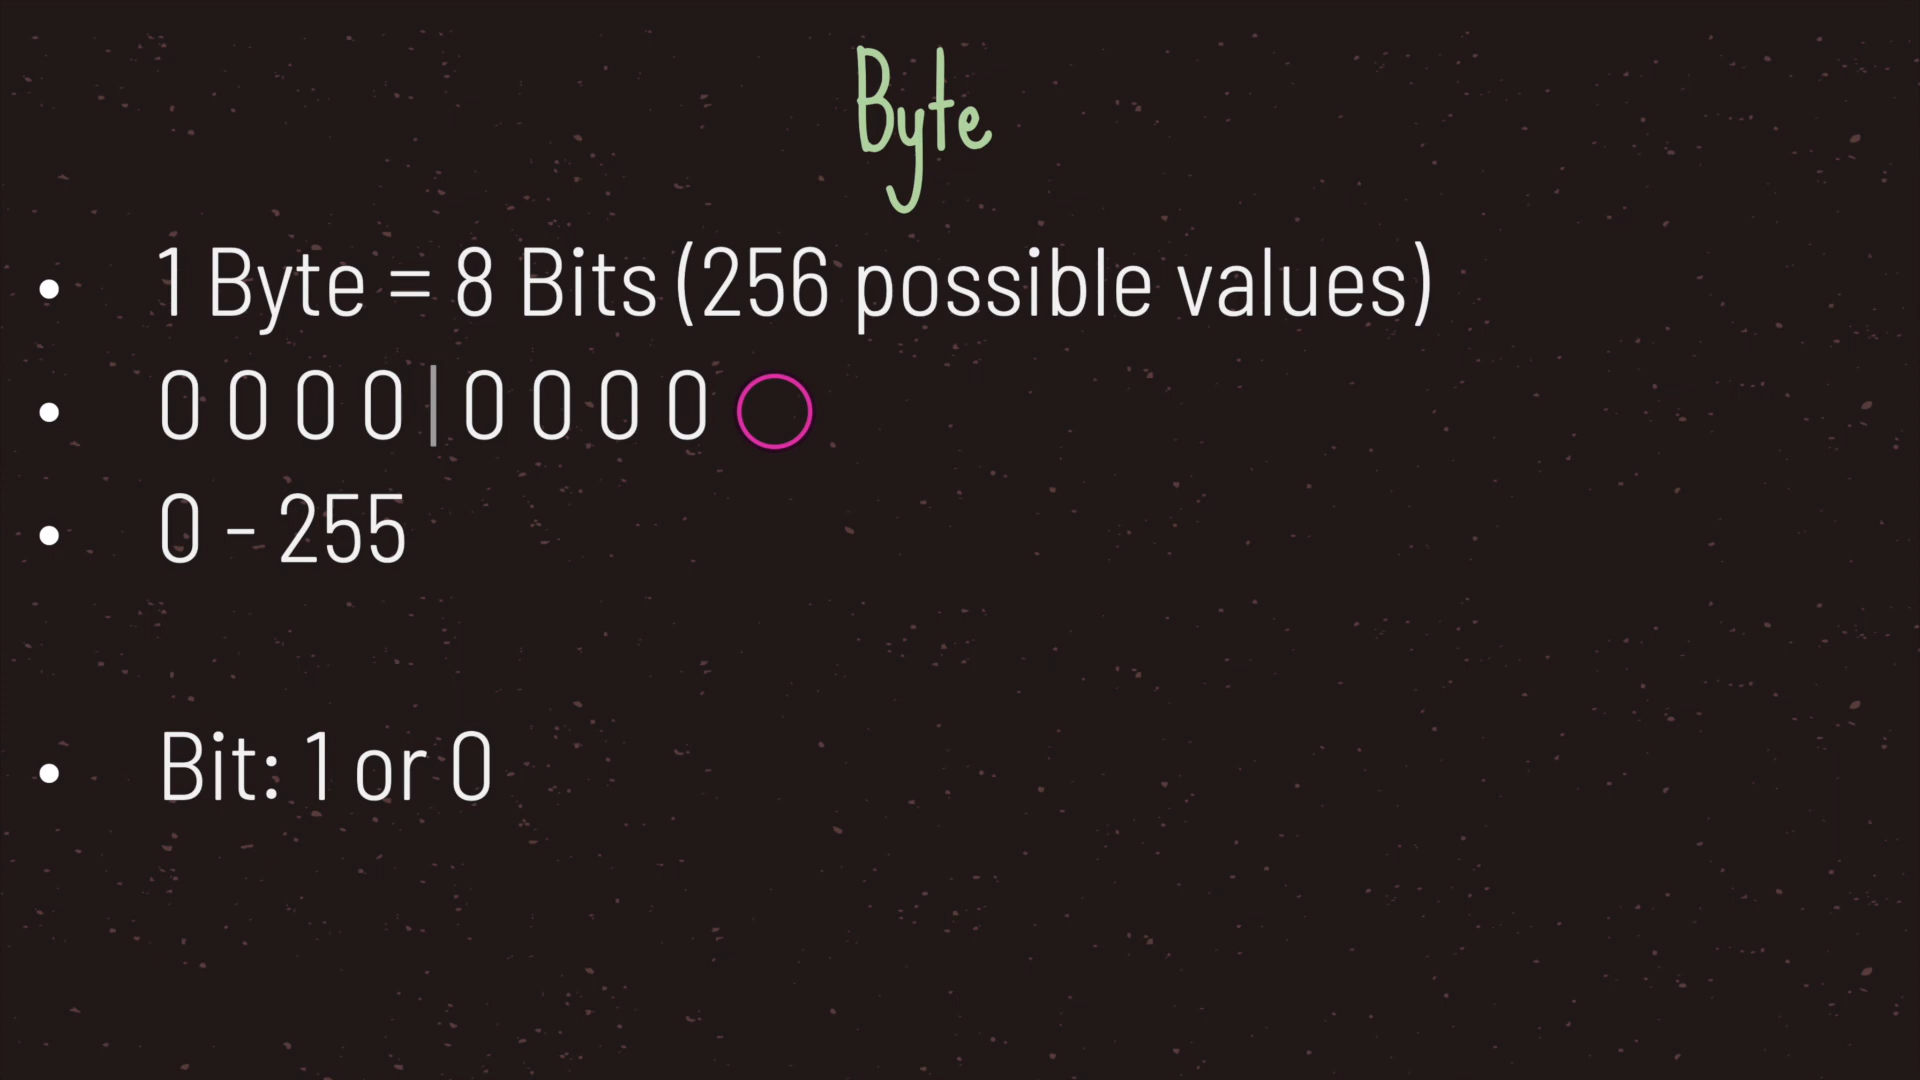 Byte
• 1 Byte = 8 Bits (256 possible values)
• 0 0 0 0 | 0 0 0 0
• 0 - 255
• Bit: 1 or 0